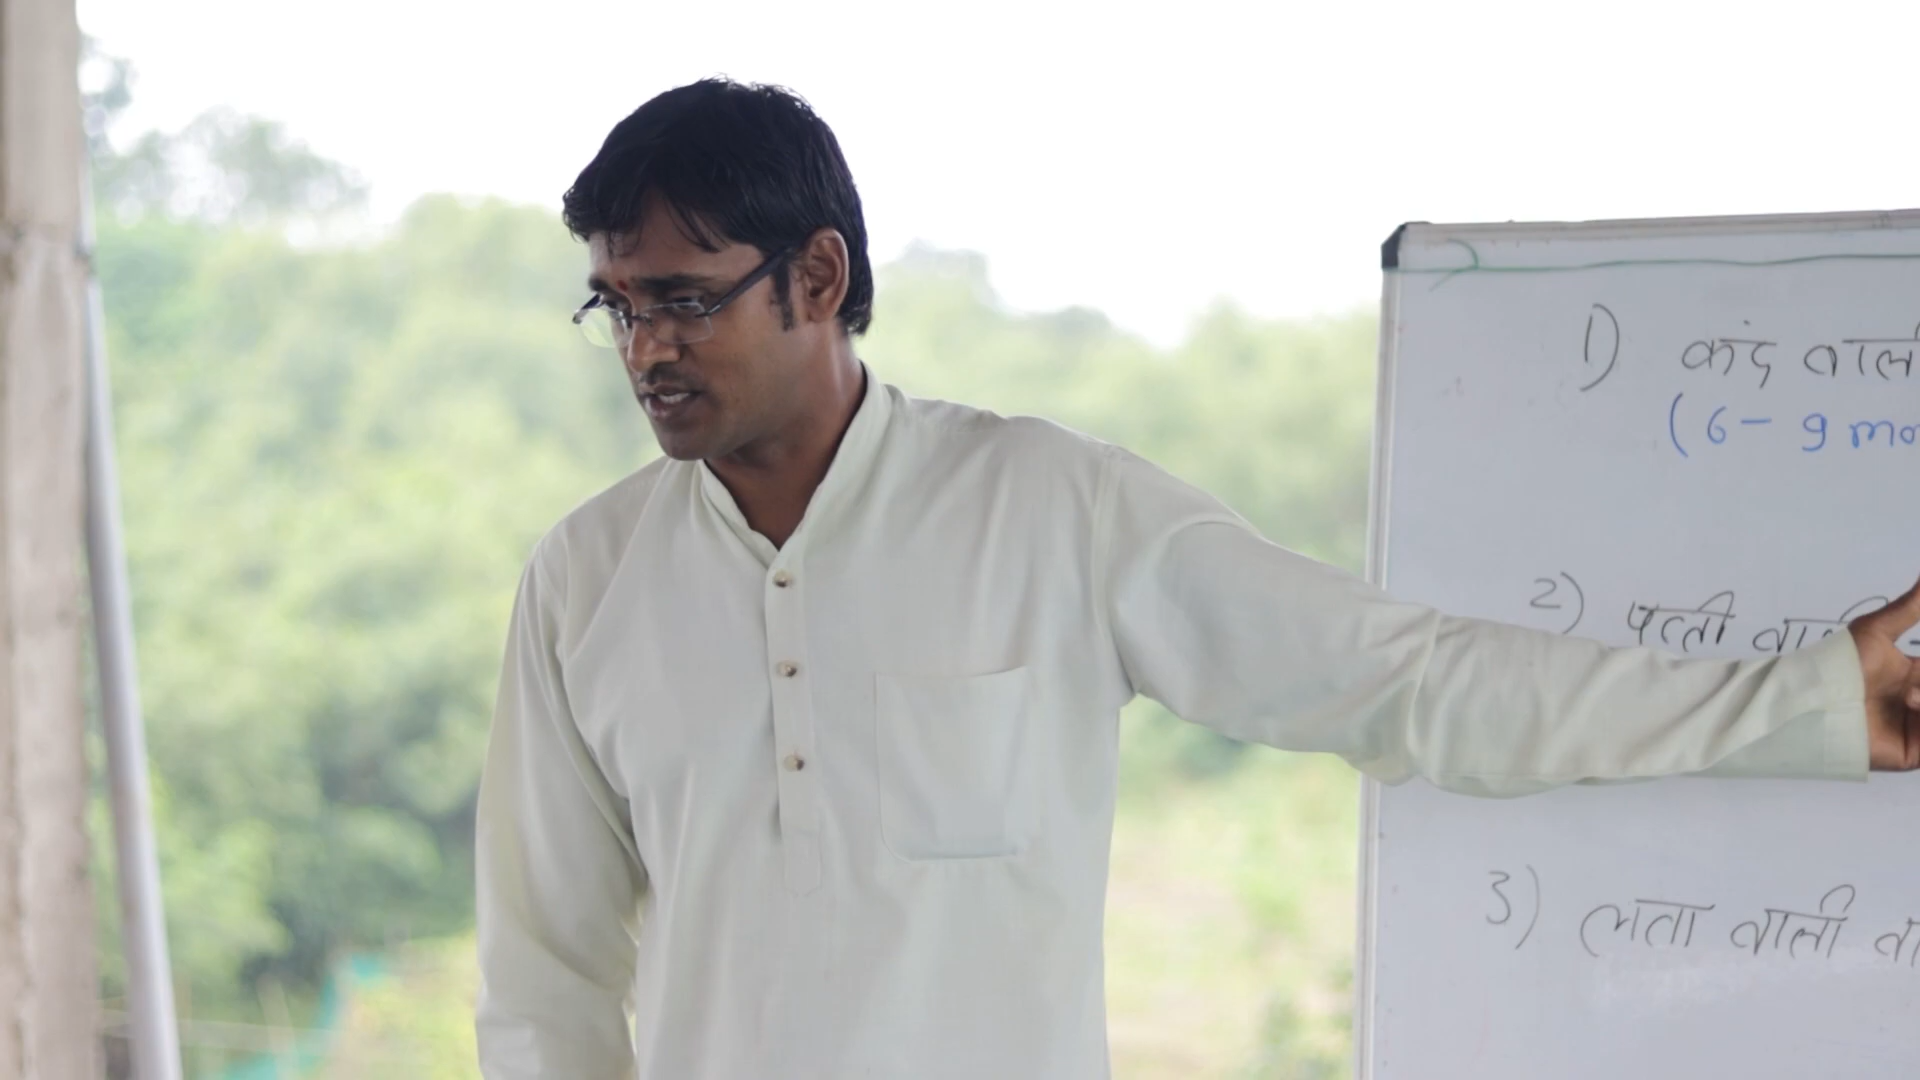 1) कंद वाली
(6-9 mo
2) पत्ती वाली
3) लता वाली